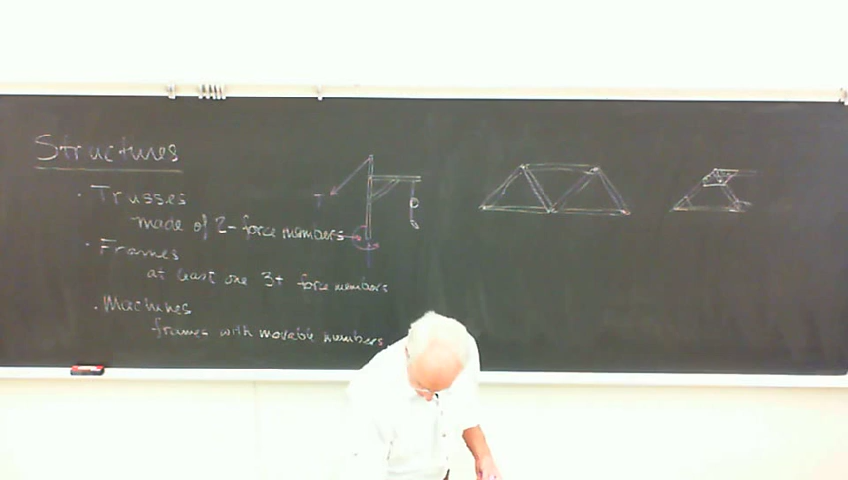 Structures
· Trusses
made of 2-force members
· Frames
at least one 3+ force members
· Machines
frames with movable members
T